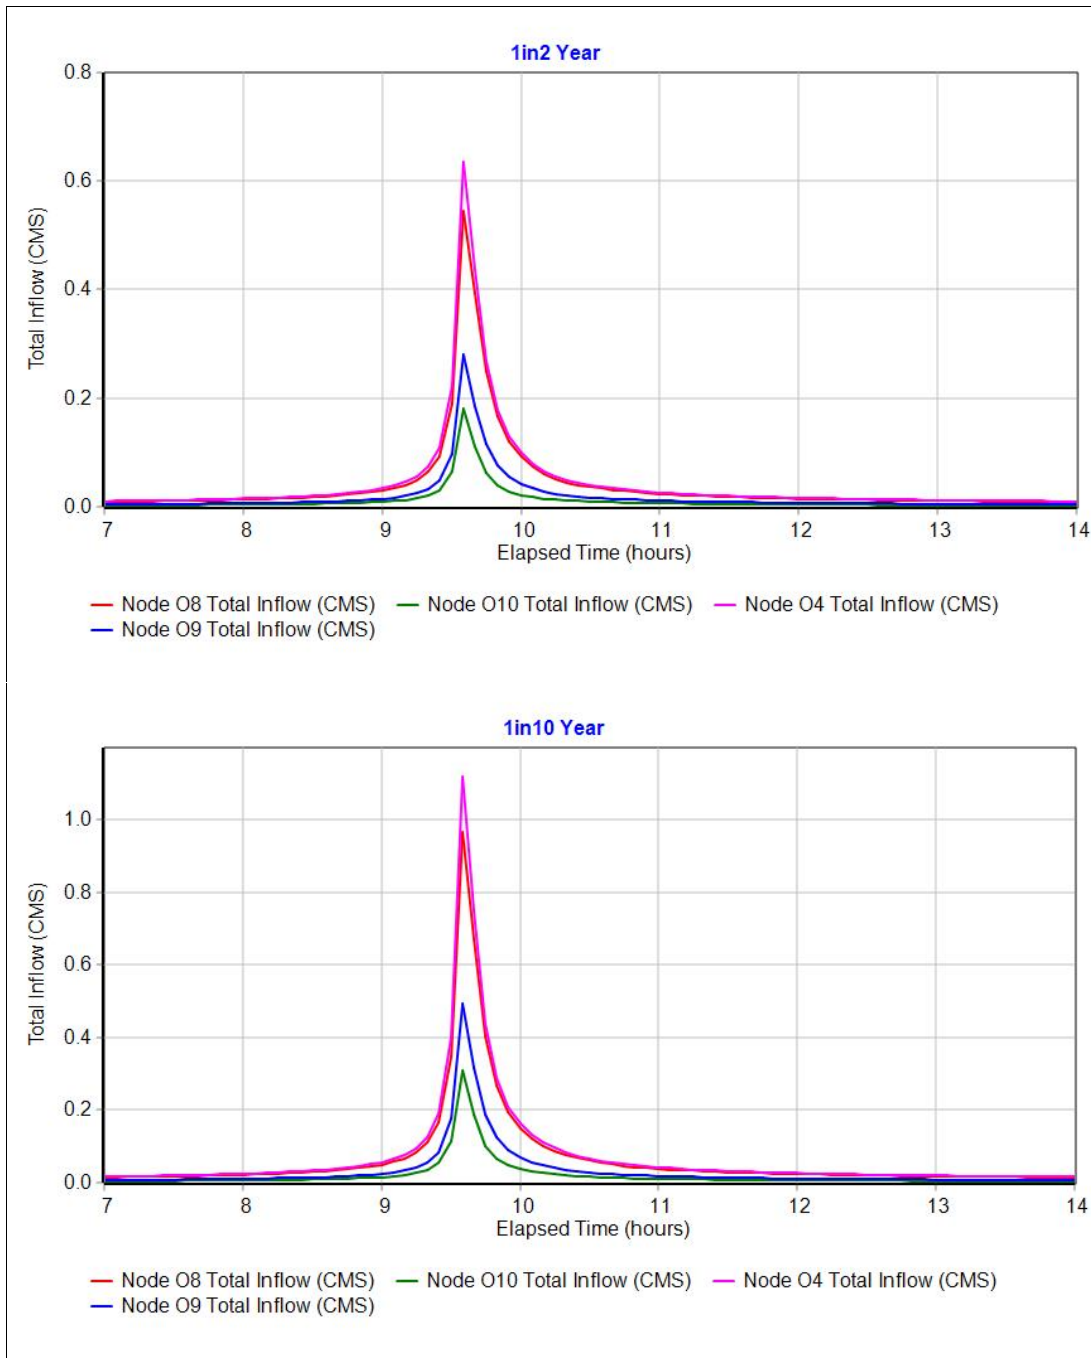 1in2 Year
0.8
0.6
0.4
0.2
0.0
Total Inflow (CMS)
7 8 9 10 11 12 13 14
Elapsed Time (hours)
Node O8 Total Inflow (CMS) Node O10 Total Inflow (CMS) Node O4 Total Inflow (CMS)
Node O9 Total Inflow (CMS)
1in10 Year
1.0
0.8
0.6
0.4
0.2
0.0
Total Inflow (CMS)
7 8 9 10 11 12 13 14
Elapsed Time (hours)
Node O8 Total Inflow (CMS) Node O10 Total Inflow (CMS) Node O4 Total Inflow (CMS)
Node O9 Total Inflow (CMS)